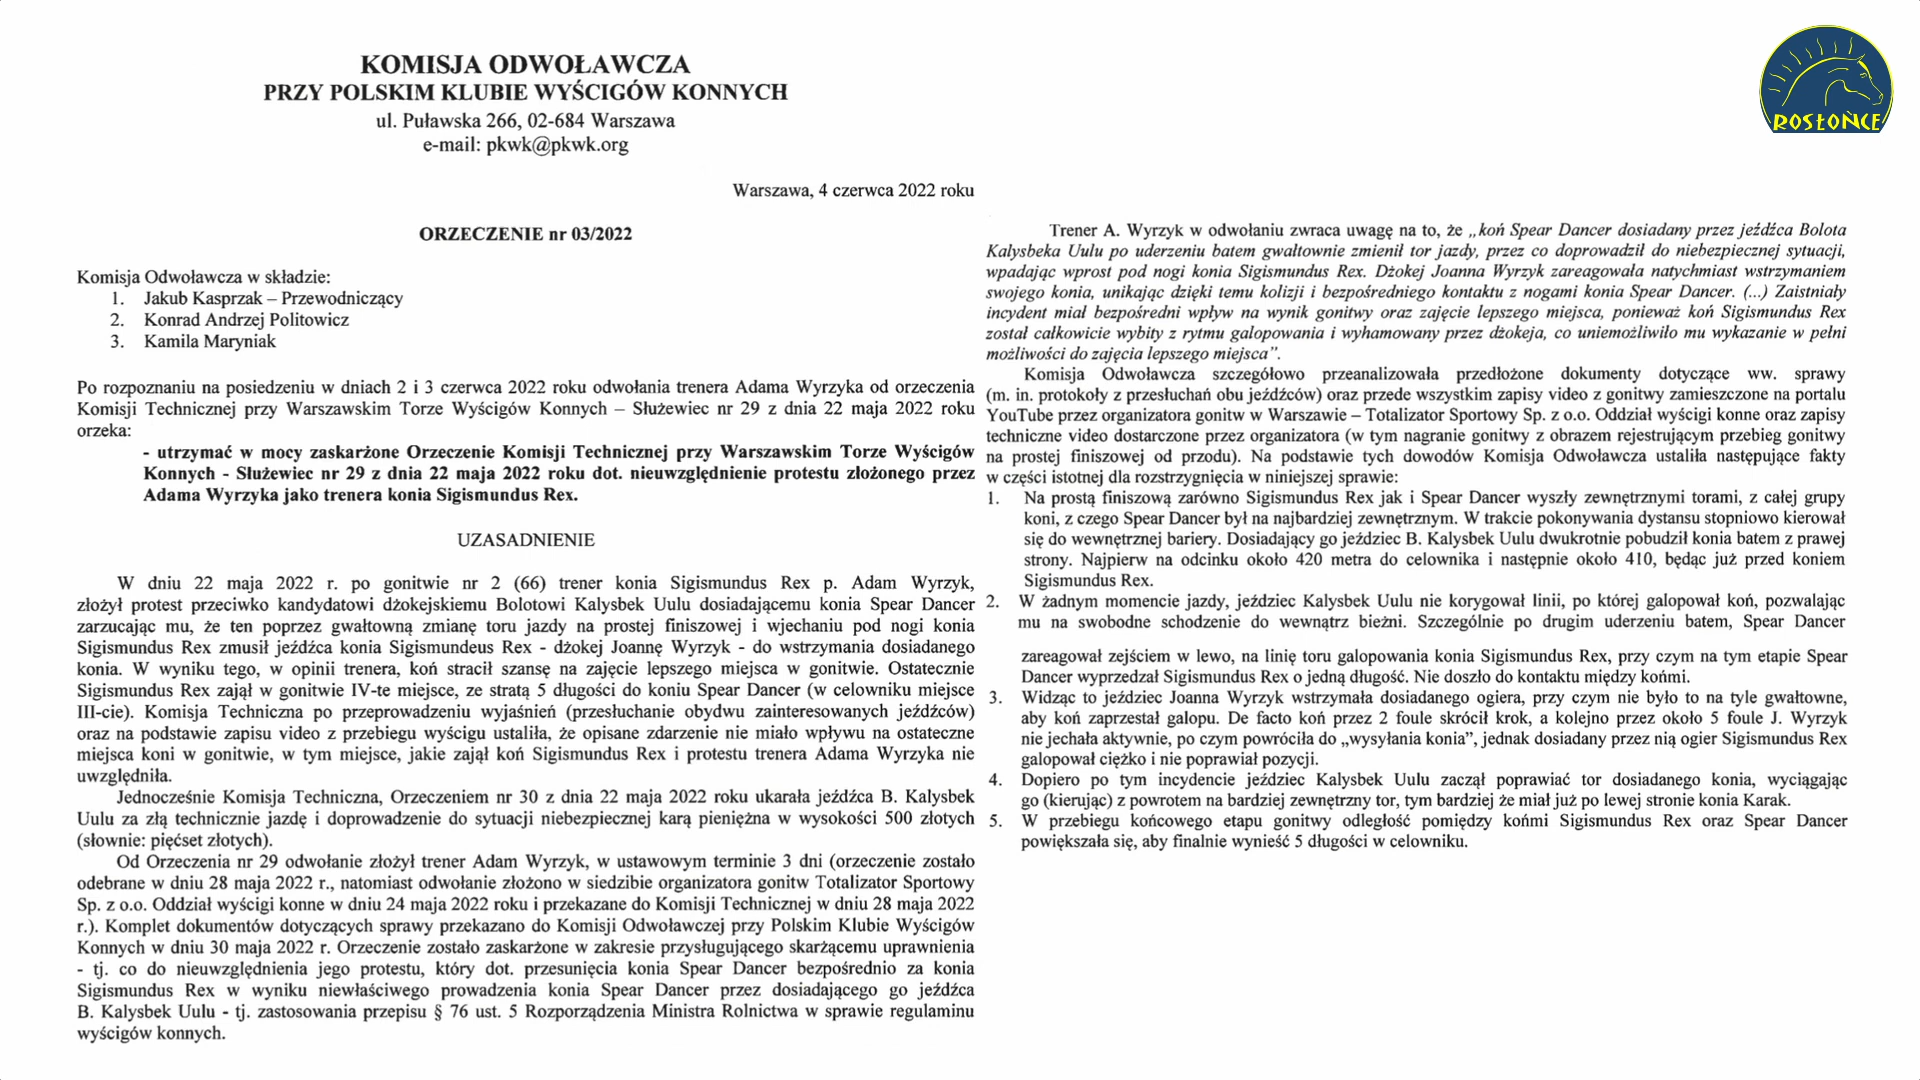 KOMISJA ODWOŁAWCZA
PRZY POLSKIM KLUBIE WYŚCIGÓW KONNYCH
ul. Puławska 266, 02-684 Warszawa
e-mail: pkwk@pkwk.org
Warszawa, 4 czerwca 2022 roku
ORZECZENIE nr 03/2022
Komisja Odwoławcza w składzie:
1. Jakub Kasprzak – Przewodniczący
2. Konrad Andrzej Politowicz
3. Kamila Maryniak
Po rozpoznaniu na posiedzeniu w dniach 2 i 3 czerwca 2022 roku odwołania trenera Adama Wyrzyka od orzeczenia
Komisji Technicznej przy Warszawskim Torze Wyścigów Konnych – Służewiec nr 29 z dnia 22 maja 2022 roku
orzeka:
- utrzymać w mocy zaskarżone Orzeczenie Komisji Technicznej przy Warszawskim Torze Wyścigów
Konnych - Służewiec nr 29 z dnia 22 maja 2022 roku dot. nieuwzględnienie protestu złożonego przez
Adama Wyrzyka jako trenera konia Sigismundus Rex.
UZASADNIENIE
W dniu 22 maja 2022 r. po gonitwie nr 2 (66) trener konia Sigismundus Rex p. Adam Wyrzyk,
złożył protest przeciwko kandydatowi dżokejskiemu Bolotowi Kalysbek Uulu dosiadającemu konia Spear Dancer
zarzucając mu, że ten poprzez gwałtowną zmianę toru jazdy na prostej finiszowej i wjechaniu pod nogi konia
Sigismundus Rex zmusił jeźdźca konia Sigismundeus Rex - dżokej Joannę Wyrzyk - do wstrzymania dosiadanego
konia. W wyniku tego, w opinii trenera, koń stracił szansę na zajęcie lepszego miejsca w gonitwie. Ostatecznie
Sigismundus Rex zajął w gonitwie IV-te miejsce, ze stratą 5 długości do koniu Spear Dancer (w celowniku miejsce
III-cie). Komisja Techniczna po przeprowadzeniu wyjaśnień (przesłuchanie obydwu zainteresowanych jeźdźców)
oraz na podstawie zapisu video z przebiegu wyścigu ustaliła, że opisane zdarzenie nie miało wpływu na ostateczne
miejsca koni w gonitwie, w tym miejsce, jakie zajął koń Sigismundus Rex i protestu trenera Adama Wyrzyka nie
uwzględniła.
Jednocześnie Komisja Techniczna, Orzeczeniem nr 30 z dnia 22 maja 2022 roku ukarała jeźdźca B. Kalysbek
Uulu za złą technicznie jazdę i doprowadzenie do sytuacji niebezpiecznej karą pieniężna w wysokości 500 złotych
(słownie: pięćset złotych).
Od Orzeczenia nr 29 odwołanie złożył trener Adam Wyrzyk, w ustawowym terminie 3 dni (orzeczenie zostało
odebrane w dniu 28 maja 2022 r., natomiast odwołanie złożono w siedzibie organizatora gonitw Totalizator Sportowy
Sp. z o.o. Oddział wyścigi konne w dniu 24 maja 2022 roku i przekazane do Komisji Technicznej w dniu 28 maja 2022
r.). Komplet dokumentów dotyczących sprawy przekazano do Komisji Odwoławczej przy Polskim Klubie Wyścigów
Konnych w dniu 30 maja 2022 r. Orzeczenie zostało zaskarżone w zakresie przysługującego skarżącemu uprawnienia
- tj. co do nieuwzględnienia jego protestu, który dot. przesunięcia konia Spear Dancer bezpośrednio za konia
Sigismundus Rex w wyniku niewłaściwego prowadzenia konia Spear Dancer przez dosiadającego go jeźdźca
B. Kalysbek Uulu - tj. zastosowania przepisu § 76 ust. 5 Rozporządzenia Ministra Rolnictwa w sprawie regulaminu
wyścigów konnych.
Trener A. Wyrzyk w odwołaniu zwraca uwagę na to, że „koń Spear Dancer dosiadany przez jeźdźca Bolota
Kalysbeka Uulu po uderzeniu batem gwałtownie zmienił tor jazdy, przez co doprowadził do niebezpiecznej sytuacji,
wpadając wprost pod nogi konia Sigismundus Rex. Dżokej Joanna Wyrzyk zareagowała natychmiast wstrzymaniem
swojego konia, unikając dzięki temu kolizji i bezpośredniego kontaktu z nogami konia Spear Dancer. (...) Zaistniały
incydent miał bezpośredni wpływ na wynik gonitwy oraz zajęcie lepszego miejsca, ponieważ koń Sigismundus Rex
został całkowicie wybity z rytmu galopowania i wyhamowany przez dżokeja, co uniemożliwiło mu wykazanie w pełni
możliwości do zajęcia lepszego miejsca”.
Komisja Odwoławcza szczegółowo przeanalizowała przedłożone dokumenty dotyczące ww. sprawy
(m. in. protokoły z przesłuchań obu jeźdźców) oraz przede wszystkim zapisy video z gonitwy zamieszczone na portalu
YouTube przez organizatora gonitw w Warszawie – Totalizator Sportowy Sp. z o.o. Oddział wyścigi konne oraz zapisy
techniczne video dostarczone przez organizatora (w tym nagranie gonitwy z obrazem rejestrującym przebieg gonitwy
na prostej finiszowej od przodu). Na podstawie tych dowodów Komisja Odwoławcza ustaliła następujące fakty
w części istotnej dla rozstrzygnięcia w niniejszej sprawie:
1. Na prostą finiszową zarówno Sigismundus Rex jak i Spear Dancer wyszły zewnętrznymi torami, z całej grupy
koni, z czego Spear Dancer był na najbardziej zewnętrznym. W trakcie pokonywania dystansu stopniowo kierował
się do wewnętrznej bariery. Dosiadający go jeździec B. Kalysbek Uulu dwukrotnie pobudził konia batem z prawej
strony. Najpierw na odcinku około 420 metra do celownika i następnie około 410, będąc już przed koniem
Sigismundus Rex.
2. W żadnym momencie jazdy, jeździec Kalysbek Uulu nie korygował linii, po której galopował koń, pozwalając
mu na swobodne schodzenie do wewnątrz bieżni. Szczególnie po drugim uderzeniu batem, Spear Dancer
zareagował zejściem w lewo, na linię toru galopowania konia Sigismundus Rex, przy czym na tym etapie Spear
Dancer wyprzedzał Sigismundus Rex o jedną długość. Nie doszło do kontaktu między końmi.
3. Widząc to jeździec Joanna Wyrzyk wstrzymała dosiadanego ogiera, przy czym nie było to na tyle gwałtowne,
aby koń zaprzestał galopu. De facto koń przez 2 foule skrócił krok, a kolejno przez około 5 foule J. Wyrzyk
nie jechała aktywnie, po czym powróciła do „wysyłania konia”, jednak dosiadany przez nią ogier Sigismundus Rex
galopował ciężko i nie poprawiał pozycji.
4. Dopiero po tym incydencie jeździec Kalysbek Uulu zaczął poprawiać tor dosiadanego konia, wyciągając
go (kierując) z powrotem na bardziej zewnętrzny tor, tym bardziej że miał już po lewej stronie konia Karak.
5. W przebiegu końcowego etapu gonitwy odległość pomiędzy końmi Sigismundus Rex oraz Spear Dancer
powiększała się, aby finalnie wynieść 5 długości w celowniku.
ROSŁOŃCE